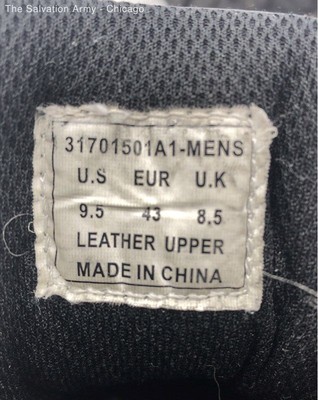 The Salvation Army - Chicago
31701501A1-MENS
U.S EUR U.K
9.5 43 8.5
LEATHER UPPER
MADE IN CHINA